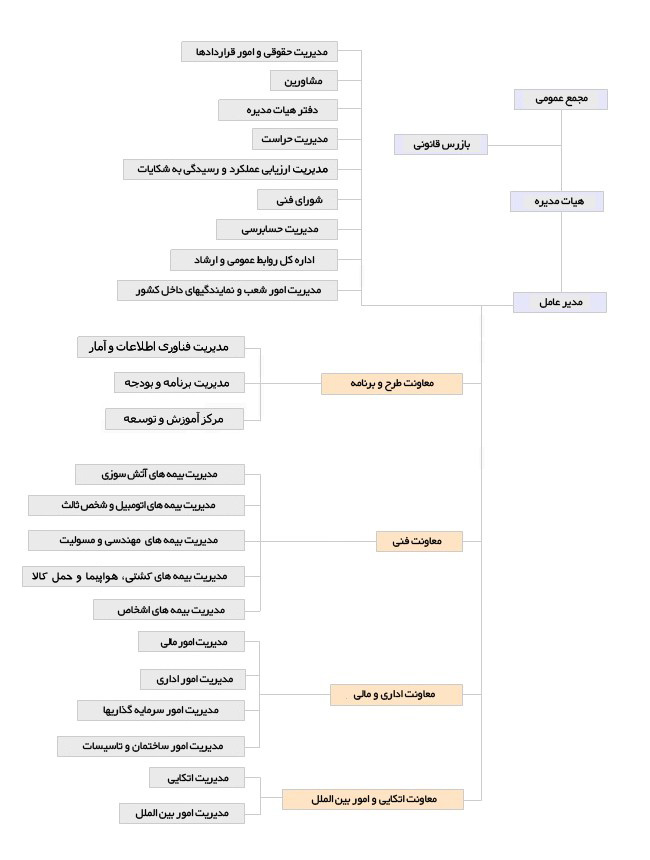 مجمع عمومی
بازرس قانونی
هیات مدیره
مدیر عامل
مدیریت حقوقی و امور قراردادها
مشاورین
دفتر هیات مدیره
مدیریت حراست
مدیریت ارزیابی عملکرد و رسیدگی به شکایات
شورای فنی
مدیریت حسابرسی
اداره کل روابط عمومی و ارشاد
مدیریت امور شعب و نمایندگیهای داخل کشور
معاونت طرح و برنامه
مدیریت فناوری اطلاعات و آمار
مدیریت برنامه و بودجه
مرکز آموزش و توسعه
معاونت فنی
مدیریت بیمه های آتش سوزی
مدیریت بیمه های اتومبیل و شخص ثالث
مدیریت بیمه های مهندسی و مسولیت
مدیریت بیمه های کشتی، هواپیما و حمل کالا
مدیریت بیمه های اشخاص
معاونت اداری و مالی
مدیریت امور مالی
مدیریت امور اداری
مدیریت امور سرمایه گذاریها
مدیریت امور ساختمان و تاسیسات
معاونت اتکایی و امور بین الملل
مدیریت اتکایی
مدیریت امور بین الملل